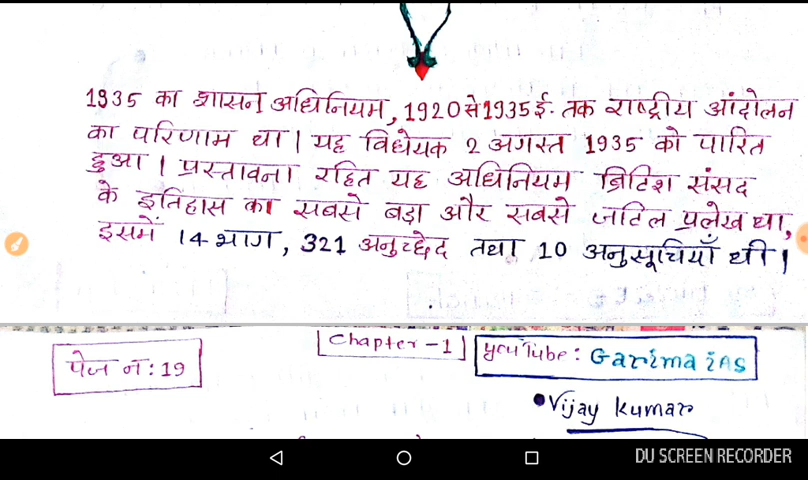 1935 का शासन अधिनियम, 1920 से 1935 ई. तक राष्ट्रीय आंदोलन
का परिणाम था। यह विधेयक 2 अगस्त 1935 को पारित
हुआ। प्रस्तावना रहित यह अधिनियम ब्रिटिश संसद
के इतिहास का सबसे बड़ा और सबसे जटिल प्रलेख था,
इसमें 14 भाग, 321 अनुच्छेद तथा 10 अनुसूचियाँ थी।
पेज नं: 19
Chapter-1
YouTube: Garima IAS
Vijay Kumar
DU SCREEN RECORDER